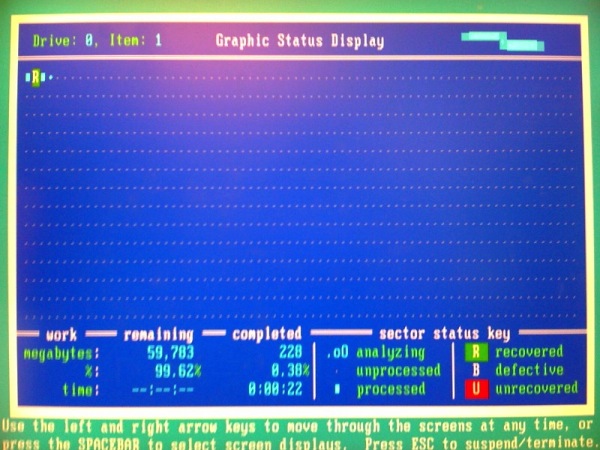 Drive: 0, Item: 1 Graphic Status Display
R
work remaining completed sector status key
megabytes: 59,783 228 .oO analyzing R recovered
%: 99.62% 0.38% . unprocessed B defective
time: --:--:-- 0:00:22 processed U unrecovered
Use the left and right arrow keys to move through the screens at any time, or
press the SPACEBAR to select screen displays. Press ESC to suspend/terminate.